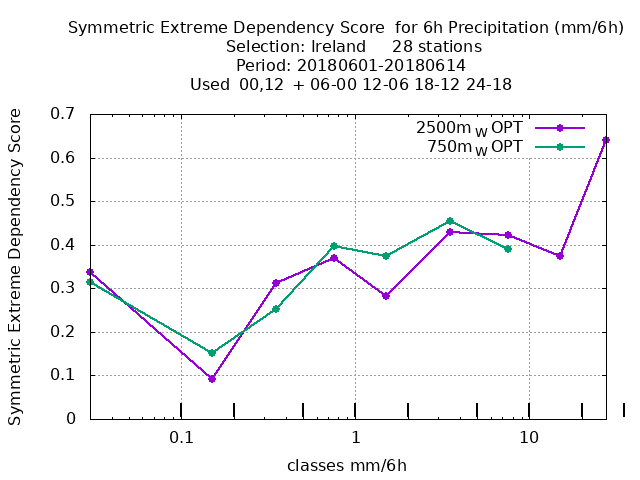 Symmetric Extreme Dependency Score for 6h Precipitation (mm/6h)
Selection: Ireland 28 stations
Period: 20180601-20180614
Used 00,12 + 06-00 12-06 18-12 24-18
Symmetric Extreme Dependency Score
0.7
0.6
0.5
0.4
0.3
0.2
0.1
0
2500m W OPT
750m W OPT
0.1 1 10
classes mm/6h